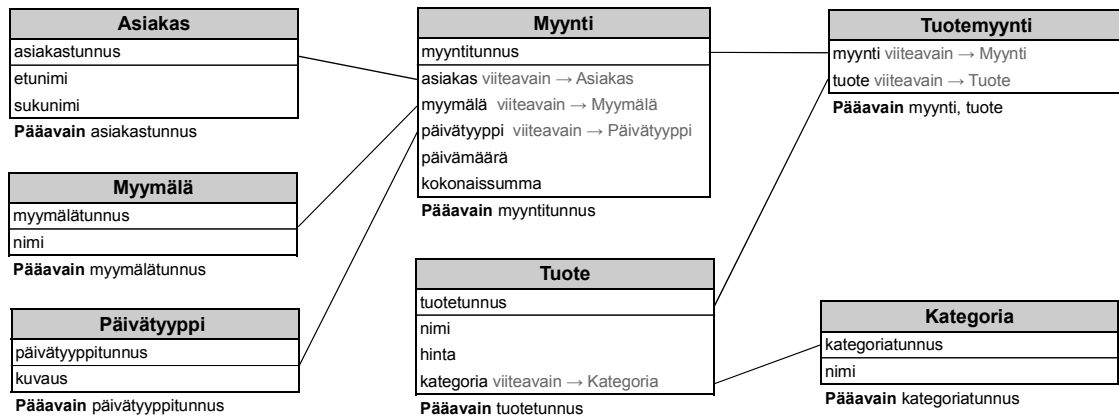 Asiakas
asiakastunnus
etunimi
sukunimi
Pääavain asiakastunnus
Myymälä
myymälätunnus
nimi
Pääavain myymälätunnus
Päivätyyppi
päivätyyppitunnus
kuvaus
Pääavain päivätyyppitunnus
Myynti
myyntitunnus
asiakas viiteavain → Asiakas
myymälä viiteavain → Myymälä
päivätyyppi viiteavain → Päivätyyppi
päivämäärä
kokonaissumma
Pääavain myyntitunnus
Tuote
tuotetunnus
nimi
hinta
kategoria viiteavain → Kategoria
Pääavain tuotetunnus
Tuotemyynti
myynti viiteavain → Myynti
tuote viiteavain → Tuote
Pääavain myynti, tuote
Kategoria
kategoriatunnus
nimi
Pääavain kategoriatunnus